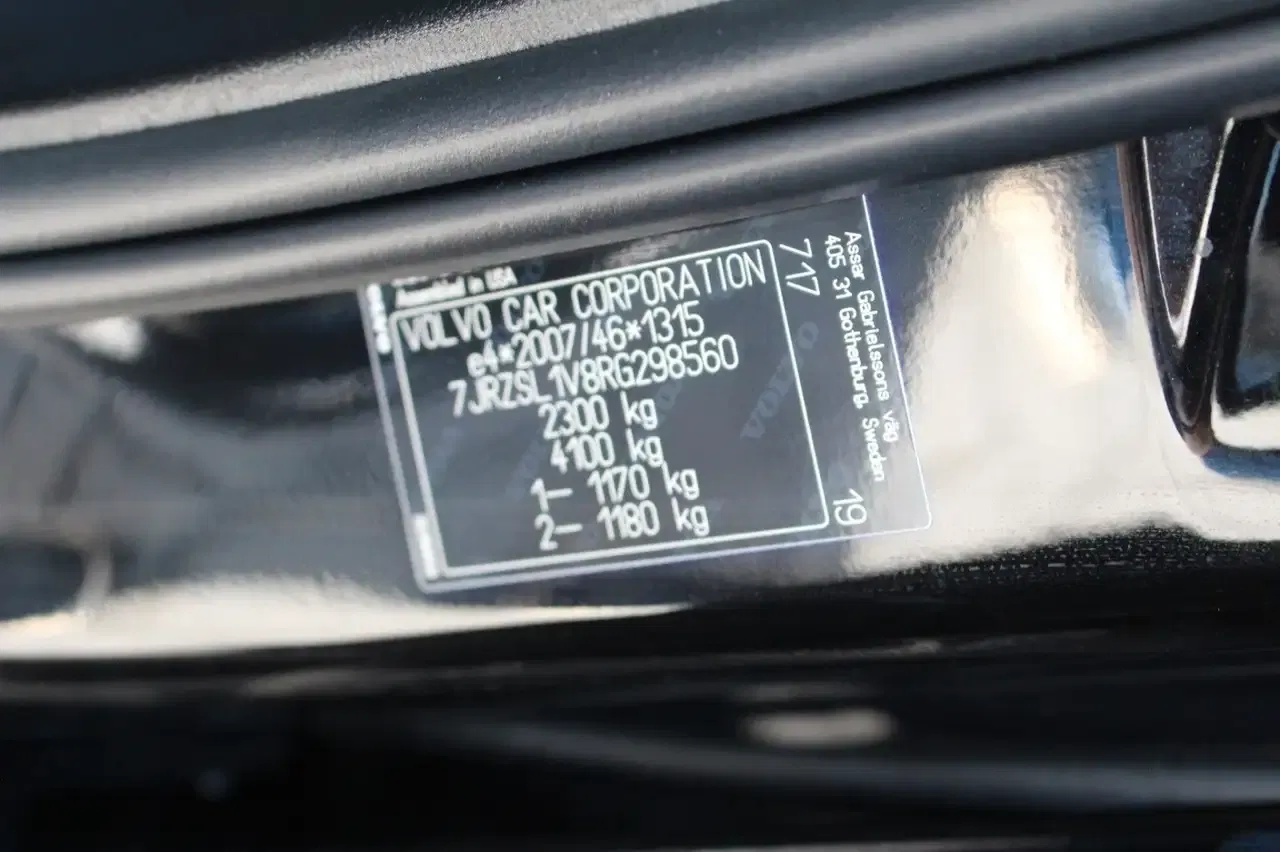 Assembled in USA
VOLVO CAR CORPORATION
e4*2007/46*1315
7JRZSL1V8RG298560
2300 kg
4100 kg
1– 1170 kg
2– 1180 kg
717
19
Assar Gabrielssons väg
405 31 Gothenburg, Sweden
VOLVO